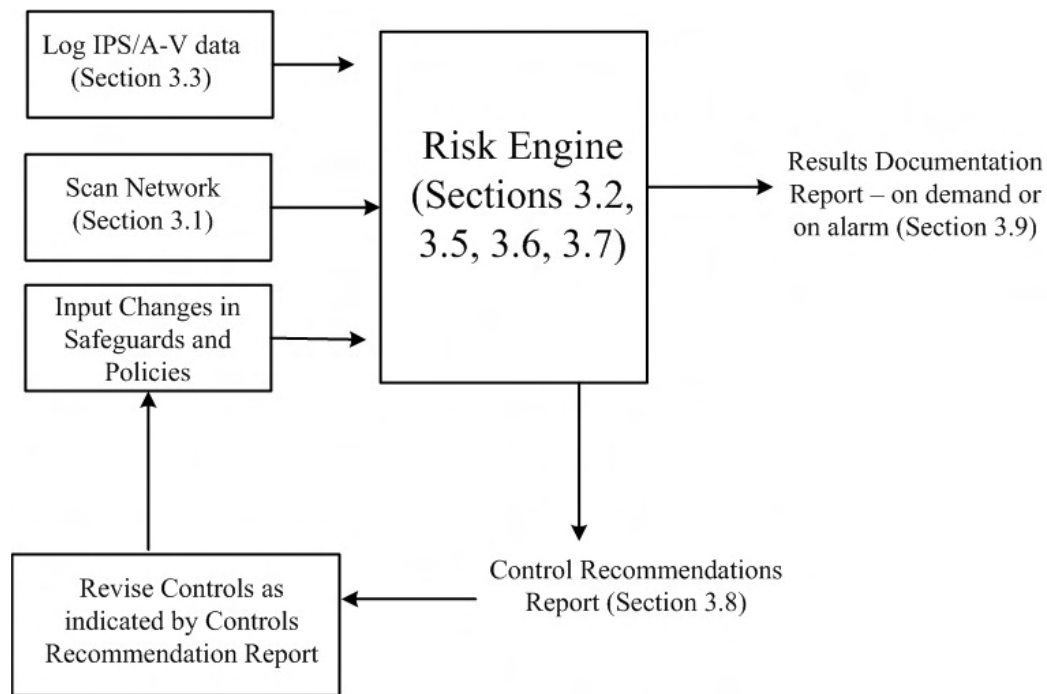 Log IPS/A-V data
(Section 3.3)
Scan Network
(Section 3.1)
Input Changes in
Safeguards and
Policies
Risk Engine
(Sections 3.2,
3.5, 3.6, 3.7)
Results Documentation
Report – on demand or
on alarm (Section 3.9)
Control Recommendations
Report (Section 3.8)
Revise Controls as
indicated by Controls
Recommendation Report